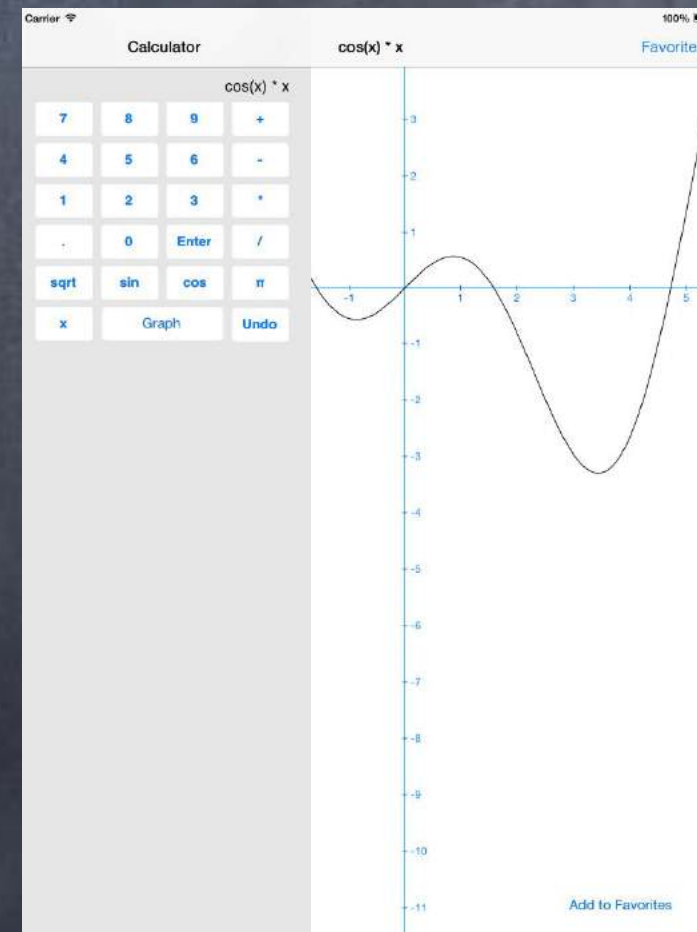 Carrier 100%
Calculator cos(x) * x Favorite
cos(x) * x
7 8 9 +
4 5 6 -
1 2 3 *
. 0 Enter /
sqrt sin cos π
x Graph Undo
3
2
1
-1 1 2 3 4 5
-1
-2
-3
-4
-5
-6
-7
-8
-9
-10
-11
Add to Favorites